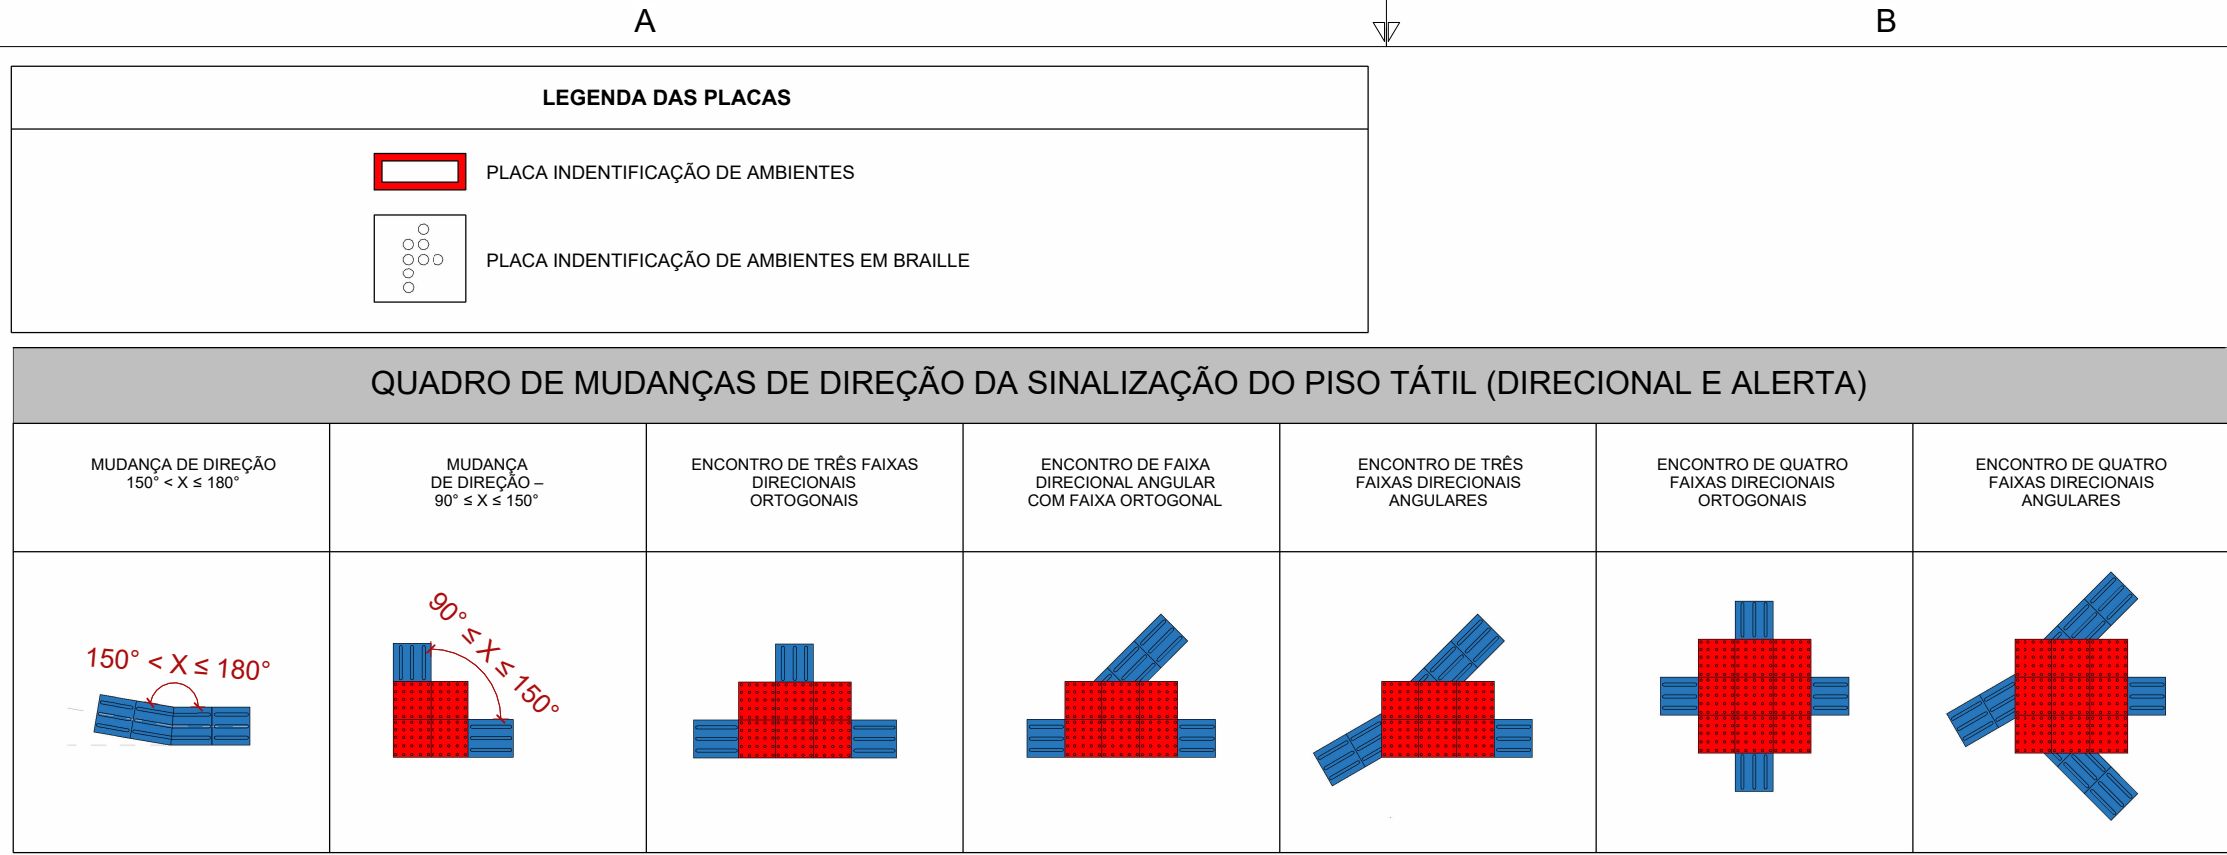 A
B
LEGENDA DAS PLACAS
PLACA INDENTIFICAÇÃO DE AMBIENTES
PLACA INDENTIFICAÇÃO DE AMBIENTES EM BRAILLE
QUADRO DE MUDANÇAS DE DIREÇÃO DA SINALIZAÇÃO DO PISO TÁTIL (DIRECIONAL E ALERTA)
MUDANÇA DE DIREÇÃO
150° < X ≤ 180°
MUDANÇA
DE DIREÇÃO –
90° ≤ X ≤ 150°
ENCONTRO DE TRÊS FAIXAS
DIRECIONAIS
ORTOGONAIS
ENCONTRO DE FAIXA
DIRECIONAL ANGULAR
COM FAIXA ORTOGONAL
ENCONTRO DE TRÊS
FAIXAS DIRECIONAIS
ANGULARES
ENCONTRO DE QUATRO
FAIXAS DIRECIONAIS
ORTOGONAIS
ENCONTRO DE QUATRO
FAIXAS DIRECIONAIS
ANGULARES
150° < X ≤ 180°
90° ≤ X ≤ 150°